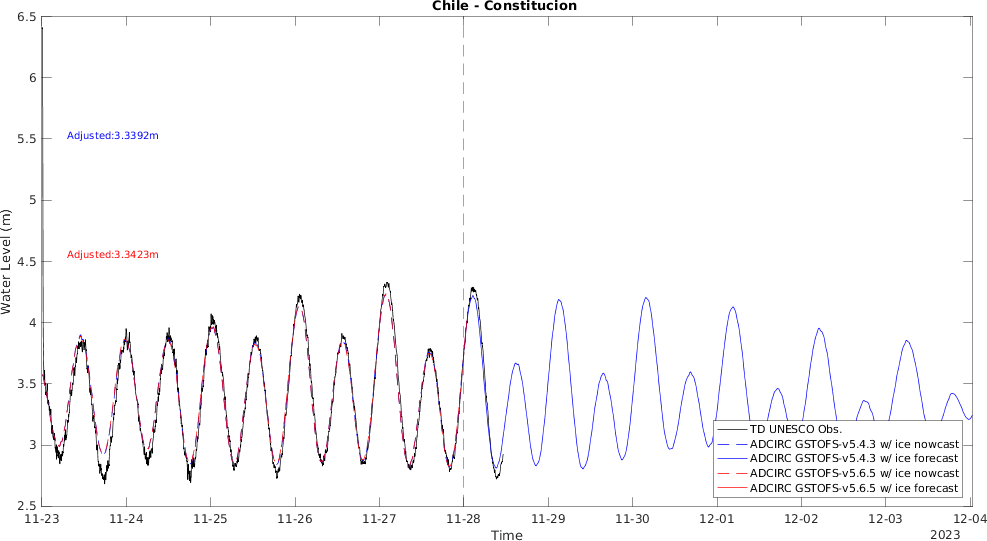 Chile - Constitucion
6.5
6
5.5
5
4.5
4
3.5
3
2.5
Water Level (m)
Adjusted:3.3392m
Adjusted:3.3423m
TD UNESCO Obs.
ADCIRC GSTOFS-v5.4.3 w/ ice nowcast
ADCIRC GSTOFS-v5.4.3 w/ ice forecast
ADCIRC GSTOFS-v5.6.5 w/ ice nowcast
ADCIRC GSTOFS-v5.6.5 w/ ice forecast
11-23 11-24 11-25 11-26 11-27 11-28 11-29 11-30 12-01 12-02 12-03 12-04
Time
2023